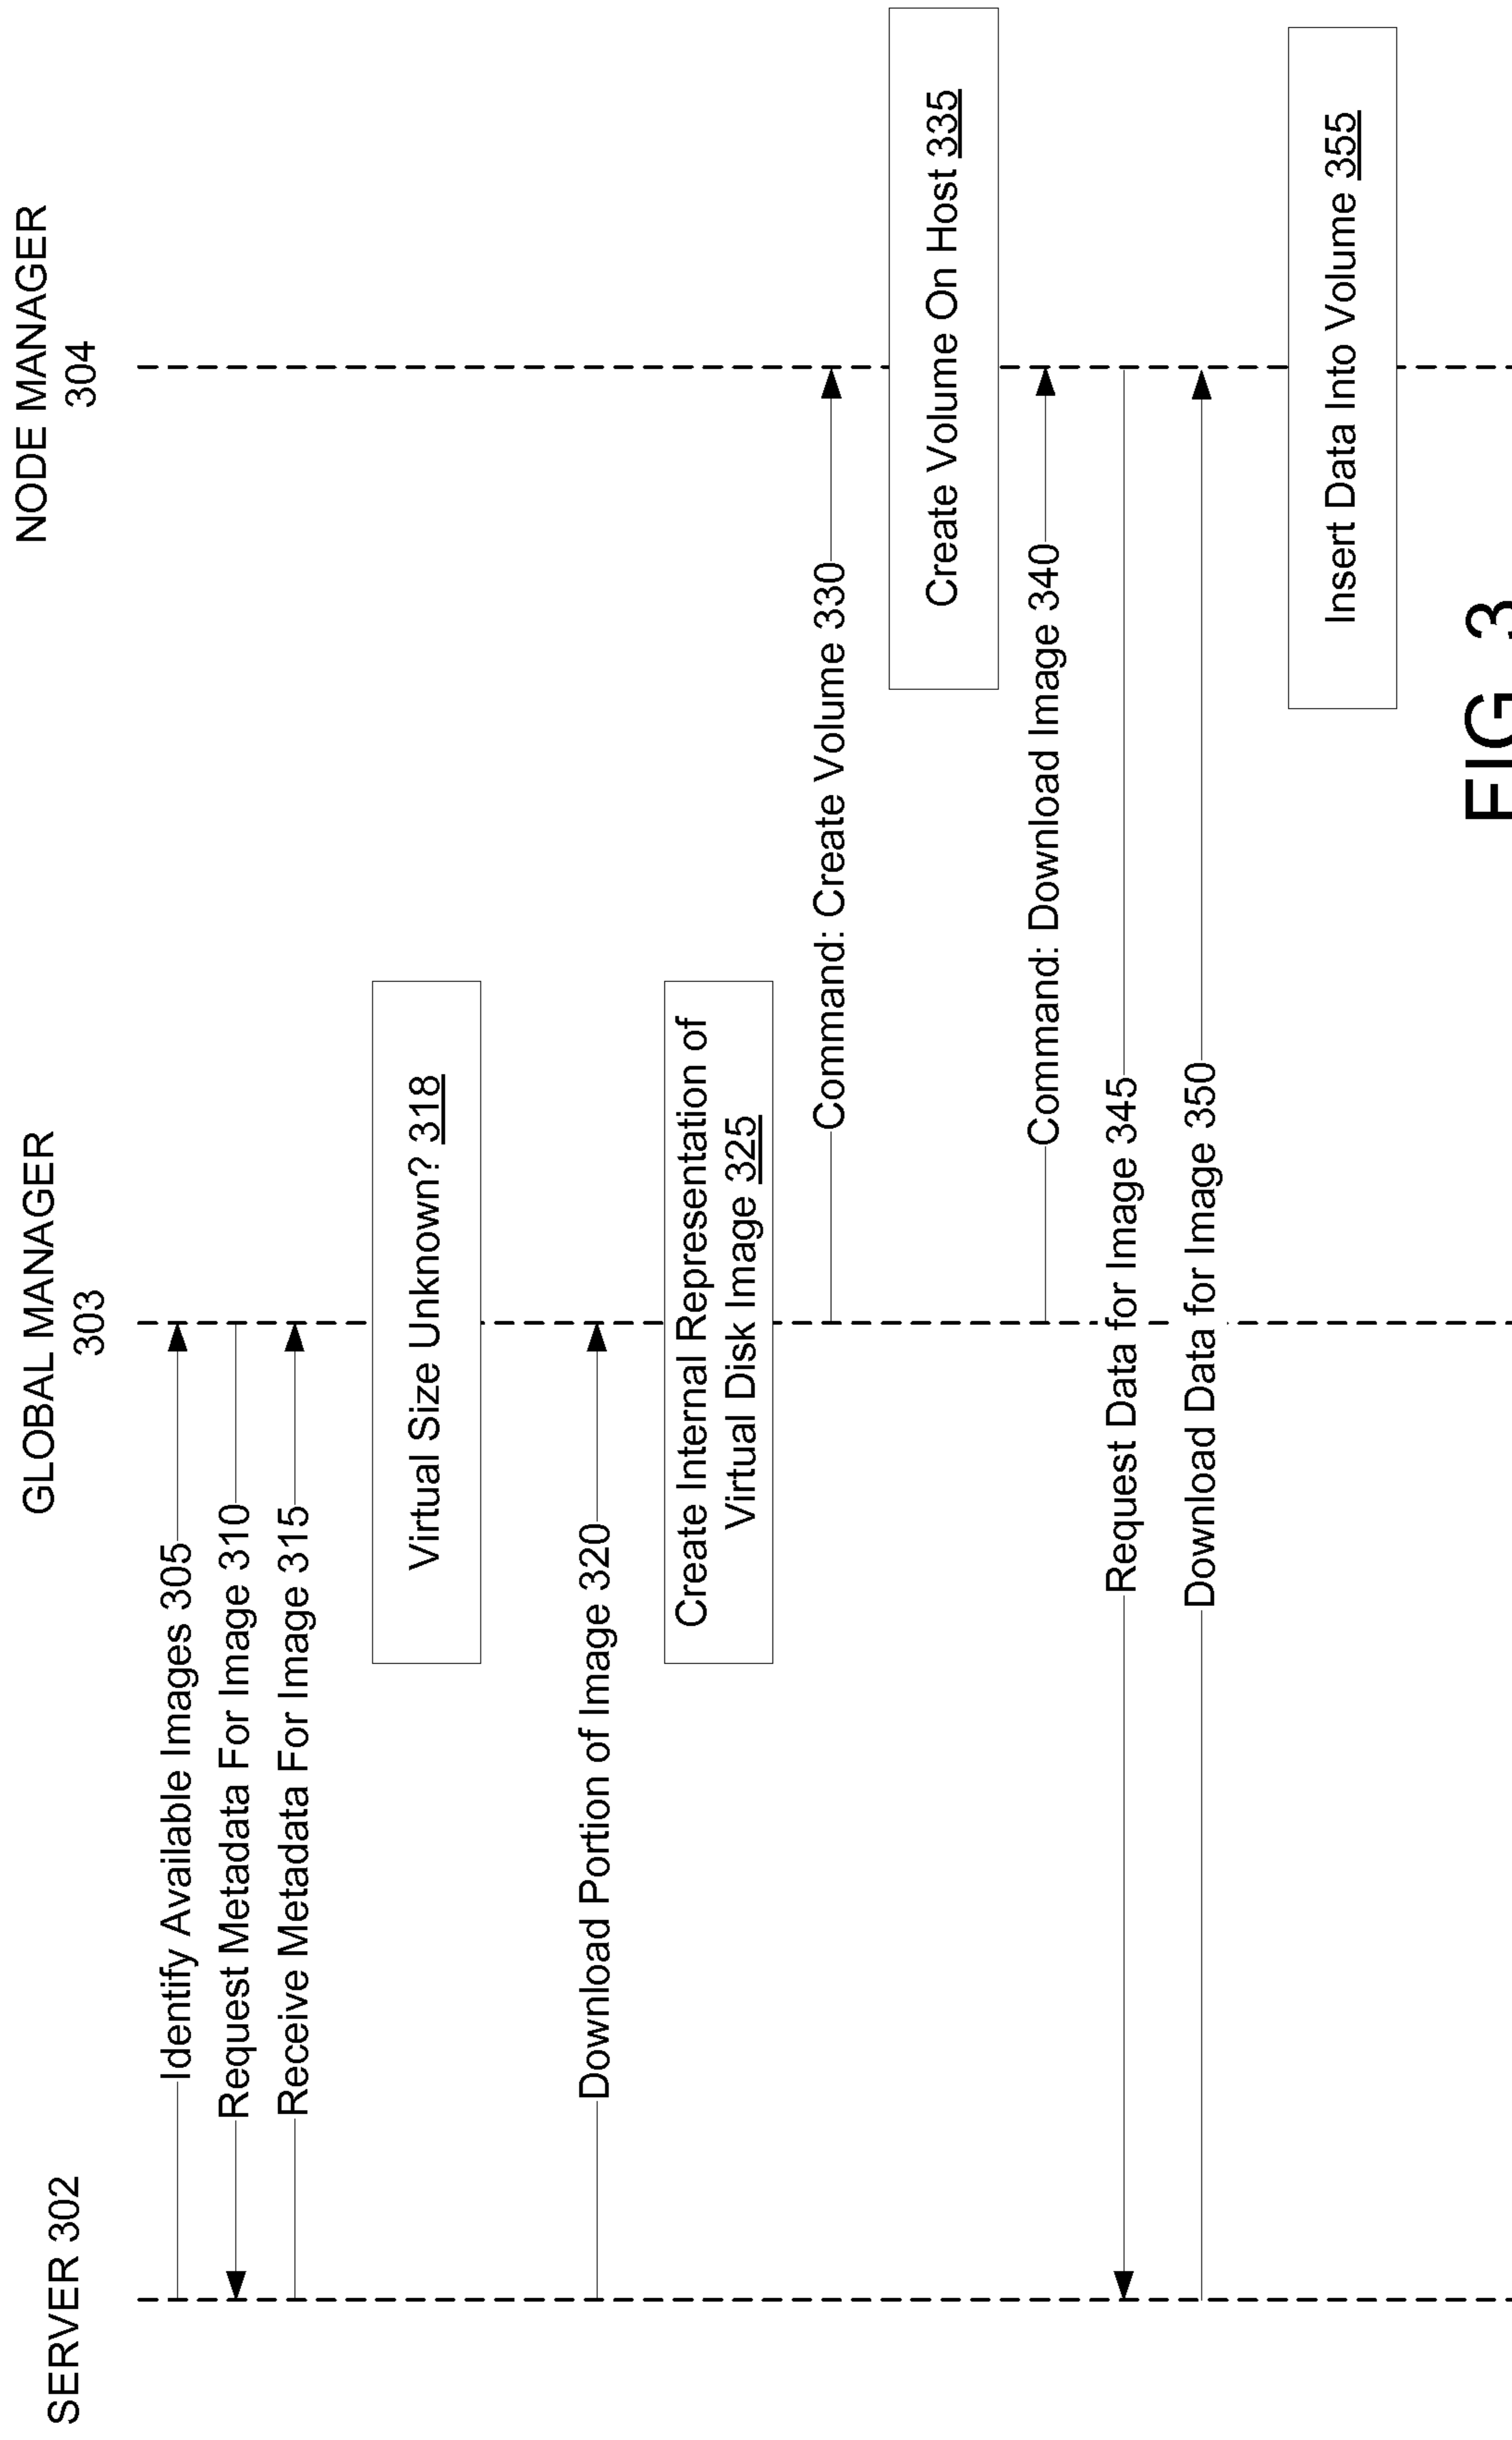 SERVER 302
GLOBAL MANAGER
303
NODE MANAGER
304
Identify Available Images 305
Request Metadata For Image 310
Receive Metadata For Image 315
Virtual Size Unknown? 318
Download Portion of Image 320
Create Internal Representation of
Virtual Disk Image 325
Command: Create Volume 330
Create Volume On Host 335
Command: Download Image 340
Request Data for Image 345
Download Data for Image 350
Insert Data Into Volume 355
FIG. 3